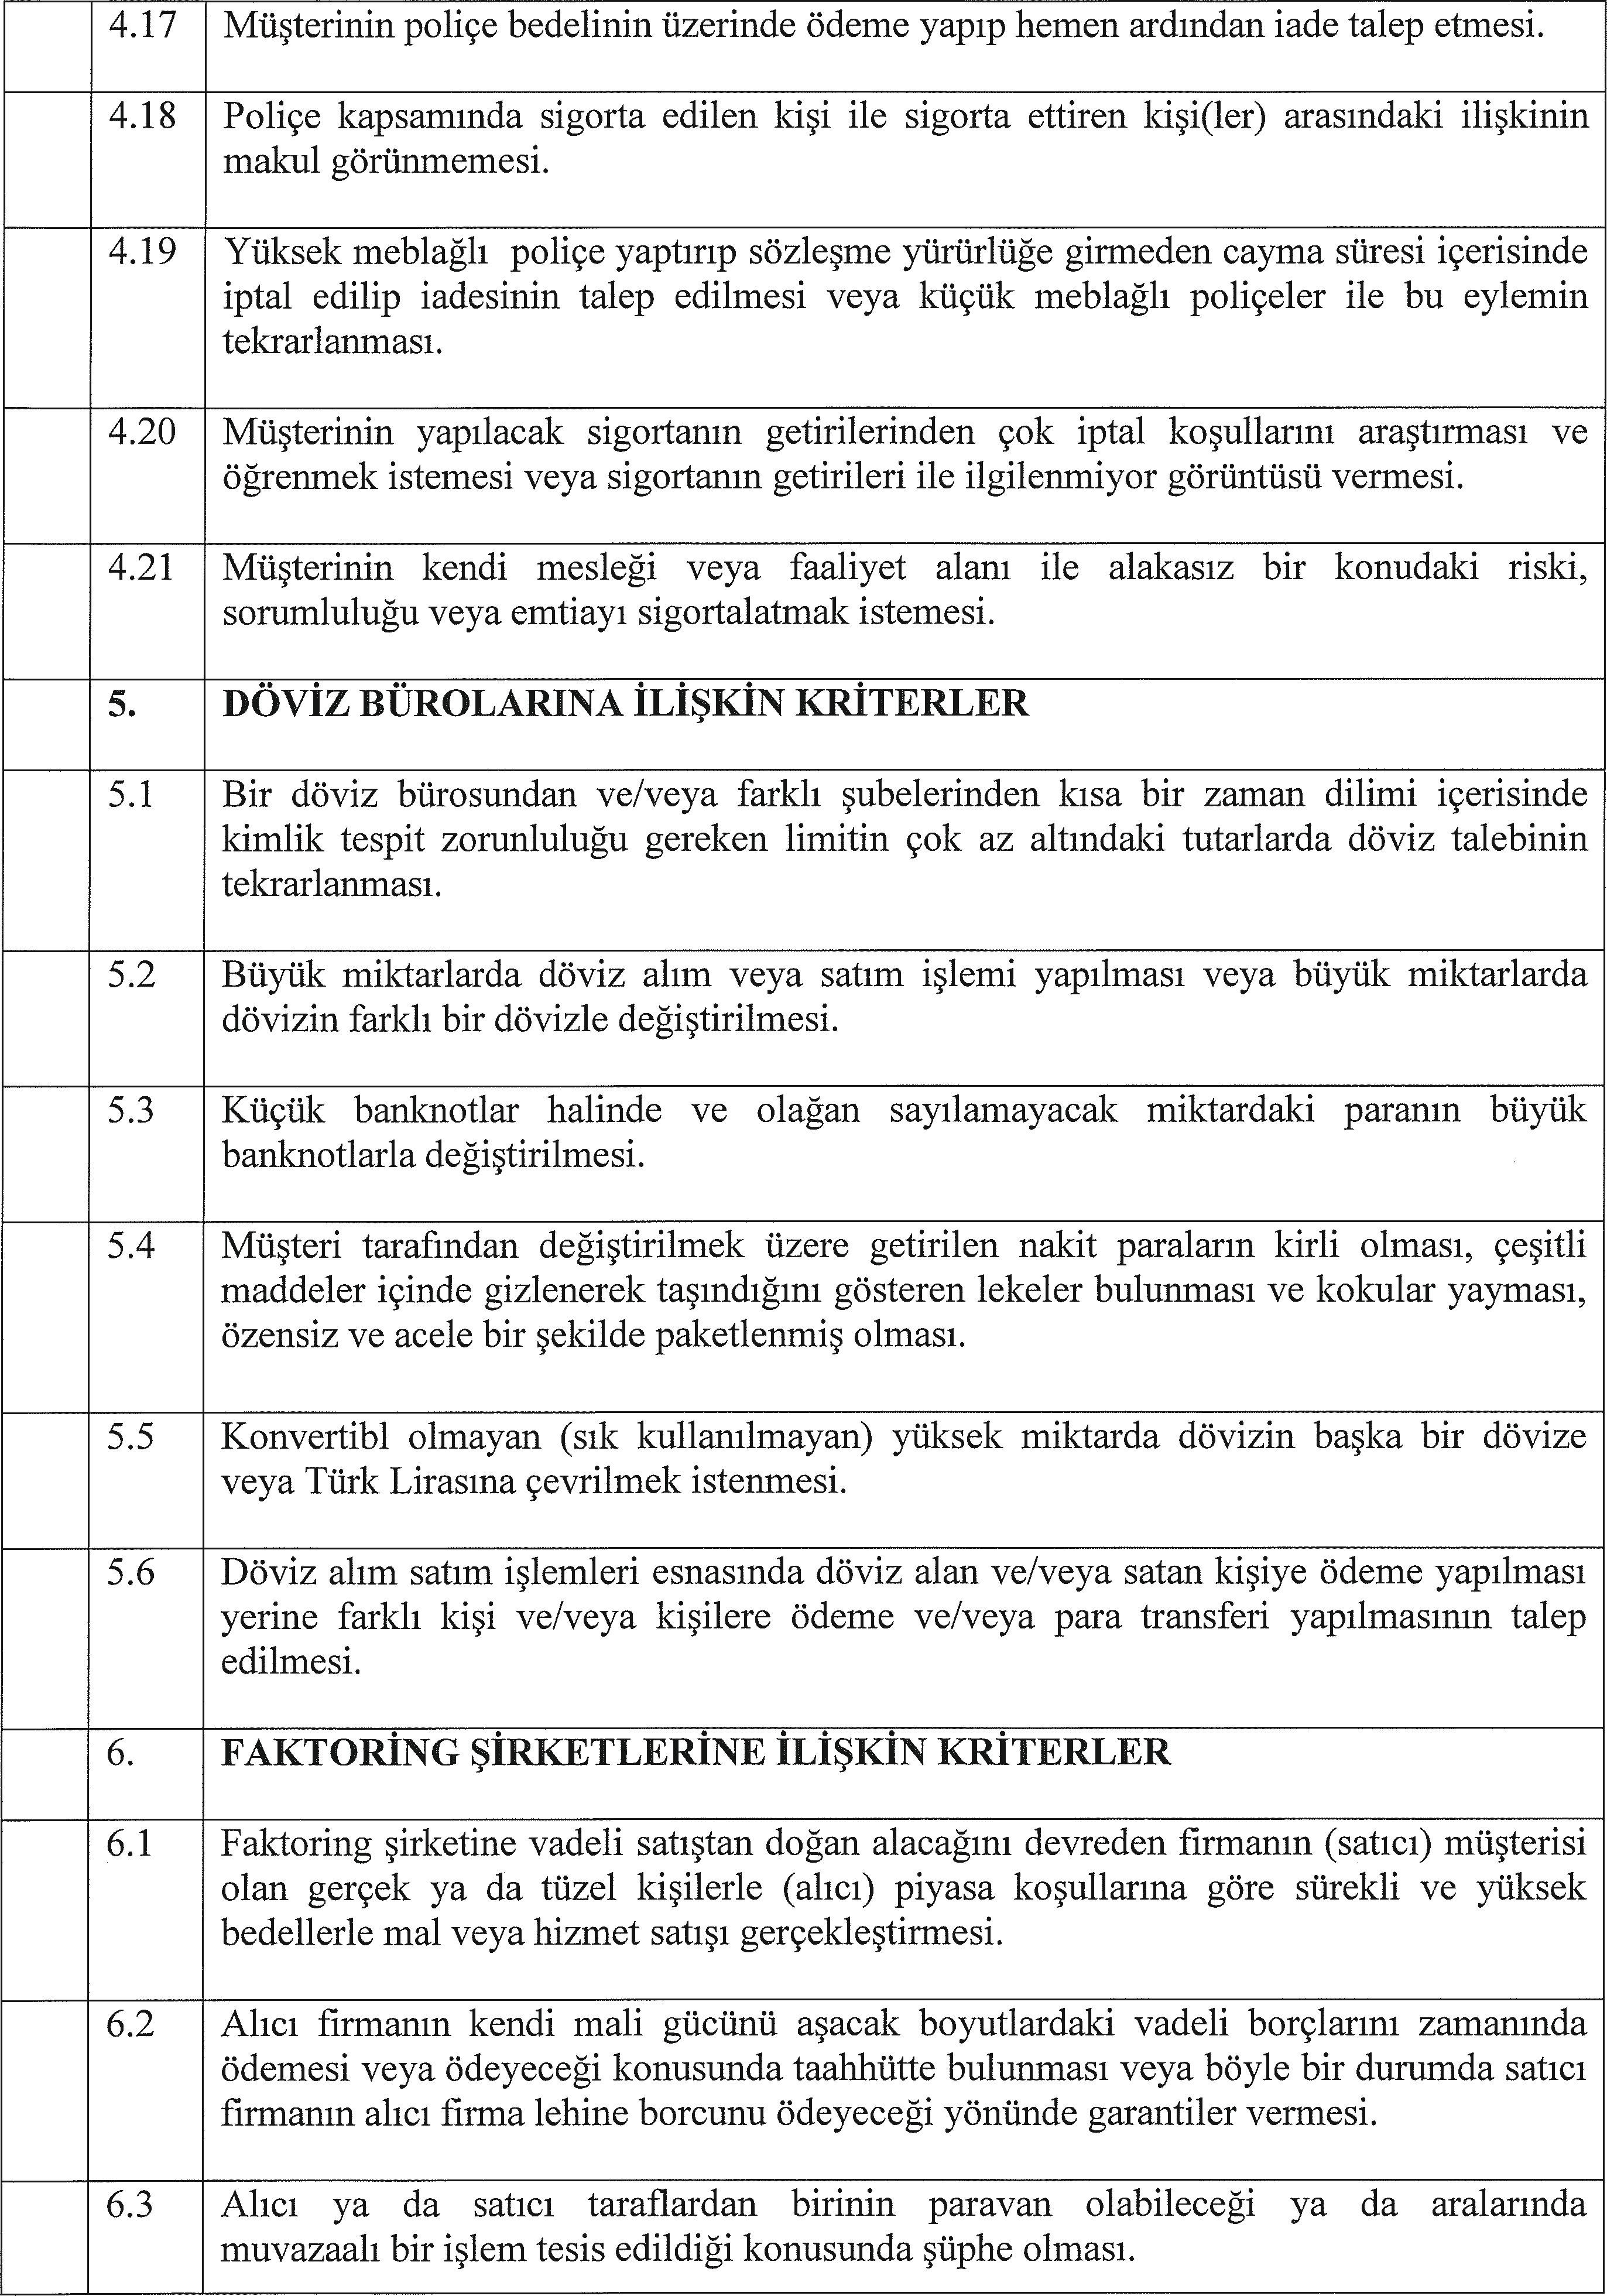 4.17 Müşterinin poliçe bedelinin üzerinde ödeme yapıp hemen ardından iade talep etmesi.
4.18 Poliçe kapsamında sigorta edilen kişi ile sigorta ettiren kişi(ler) arasındaki ilişkinin
makul görünmemesi.
4.19 Yüksek meblağlı poliçe yaptırıp sözleşme yürürlüğe girmeden cayma süresi içerisinde
iptal edilip iadesinin talep edilmesi veya küçük meblağlı poliçeler ile bu eylemin
tekrarlanması.
4.20 Müşterinin yapılacak sigortanın getirilerinden çok iptal koşullarını araştırması ve
öğrenmek istemesi veya sigortanın getirileri ile ilgilenmiyor görüntüsü vermesi.
4.21 Müşterinin kendi mesleği veya faaliyet alanı ile alakasız bir konudaki riski,
sorumluluğu veya emtiayı sigortalatmak istemesi.
5. DÖVİZ BÜROLARINA İLİŞKİN KRİTERLER
5.1 Bir döviz bürosundan ve/veya farklı şubelerinden kısa bir zaman dilimi içerisinde
kimlik tespit zorunluluğu gereken limitin çok az altındaki tutarlarda döviz talebinin
tekrarlanması.
5.2 Büyük miktarlarda döviz alım veya satım işlemi yapılması veya büyük miktarlarda
dövizin farklı bir dövizle değiştirilmesi.
5.3 Küçük banknotlar halinde ve olağan sayılamayacak miktardaki paranın büyük
banknotlarla değiştirilmesi.
5.4 Müşteri tarafından değiştirilmek üzere getirilen nakit paraların kirli olması, çeşitli
maddeler içinde gizlenerek taşındığını gösteren lekeler bulunması ve kokular yayması,
özensiz ve acele bir şekilde paketlenmiş olması.
5.5 Konvertibl olmayan (sık kullanılmayan) yüksek miktarda dövizin başka bir dövize
veya Türk Lirasına çevrilmek istenmesi.
5.6 Döviz alım satım işlemleri esnasında döviz alan ve/veya satan kişiye ödeme yapılması
yerine farklı kişi ve/veya kişilere ödeme ve/veya para transferi yapılmasının talep
edilmesi.
6. FAKTORİNG ŞİRKETLERİNE İLİŞKİN KRİTERLER
6.1 Faktoring şirketine vadeli satıştan doğan alacağını devreden firmanın (satıcı) müşterisi
olan gerçek ya da tüzel kişilerle (alıcı) piyasa koşullarına göre sürekli ve yüksek
bedellerle mal veya hizmet satışı gerçekleştirmesi.
6.2 Alıcı firmanın kendi mali gücünü aşacak boyutlardaki vadeli borçlarını zamanında
ödemesi veya ödeyeceği konusunda taahhütte bulunması veya böyle bir durumda satıcı
firmanın alıcı firma lehine borcunu ödeyeceği yönünde garantiler vermesi.
6.3 Alıcı ya da satıcı taraflardan birinin paravan olabileceği ya da aralarında
muvazaalı bir işlem tesis edildiği konusunda şüphe olması.